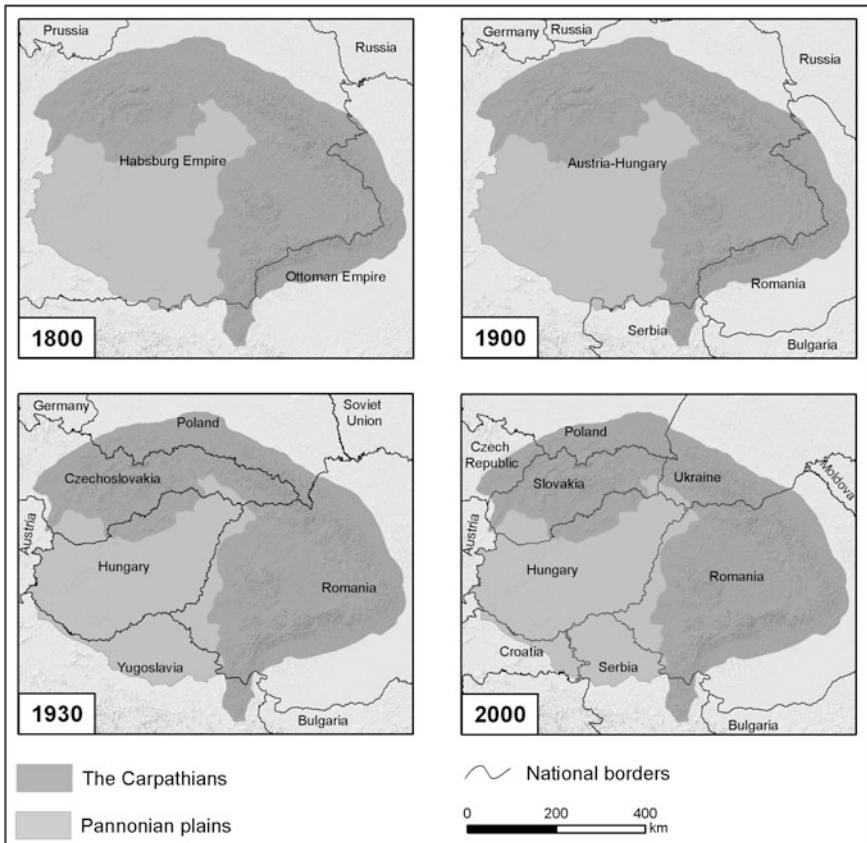 Prussia
Russia
Habsburg Empire
Ottoman Empire
1800
Germany
Russia
Russia
Austria-Hungary
Romania
Serbia
Bulgaria
1900
Germany
Poland
Soviet
Union
Czechoslovakia
Austria
Hungary
Romania
Yugoslavia
Bulgaria
1930
Czech
Republic
Poland
Slovakia
Ukraine
Moldova
Austria
Hungary
Romania
Croatia
Serbia
Bulgaria
2000
The Carpathians
National borders
Pannonian plains
0 200 400
km